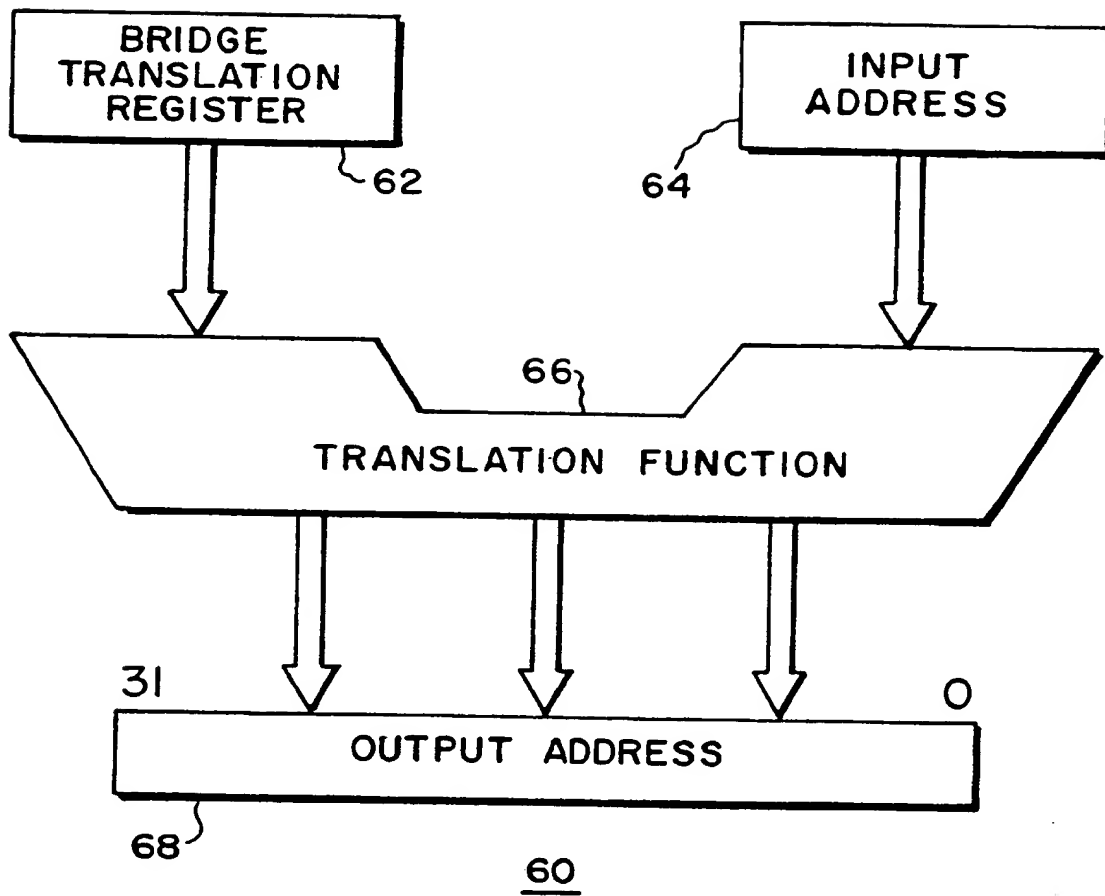 BRIDGE
TRANSLATION
REGISTER
INPUT
ADDRESS
62
64
66
TRANSLATION FUNCTION
31
0
OUTPUT ADDRESS
68
60